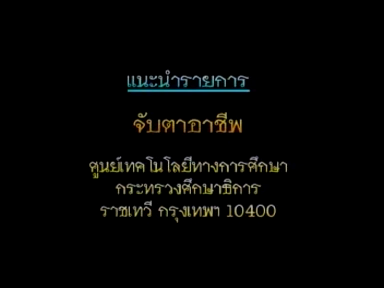 แนะนำรายการ
จับตาอาชีพ
ศูนย์เทคโนโลยีทางการศึกษา
กระทรวงศึกษาธิการ
ราชเทวี กรุงเทพฯ 10400